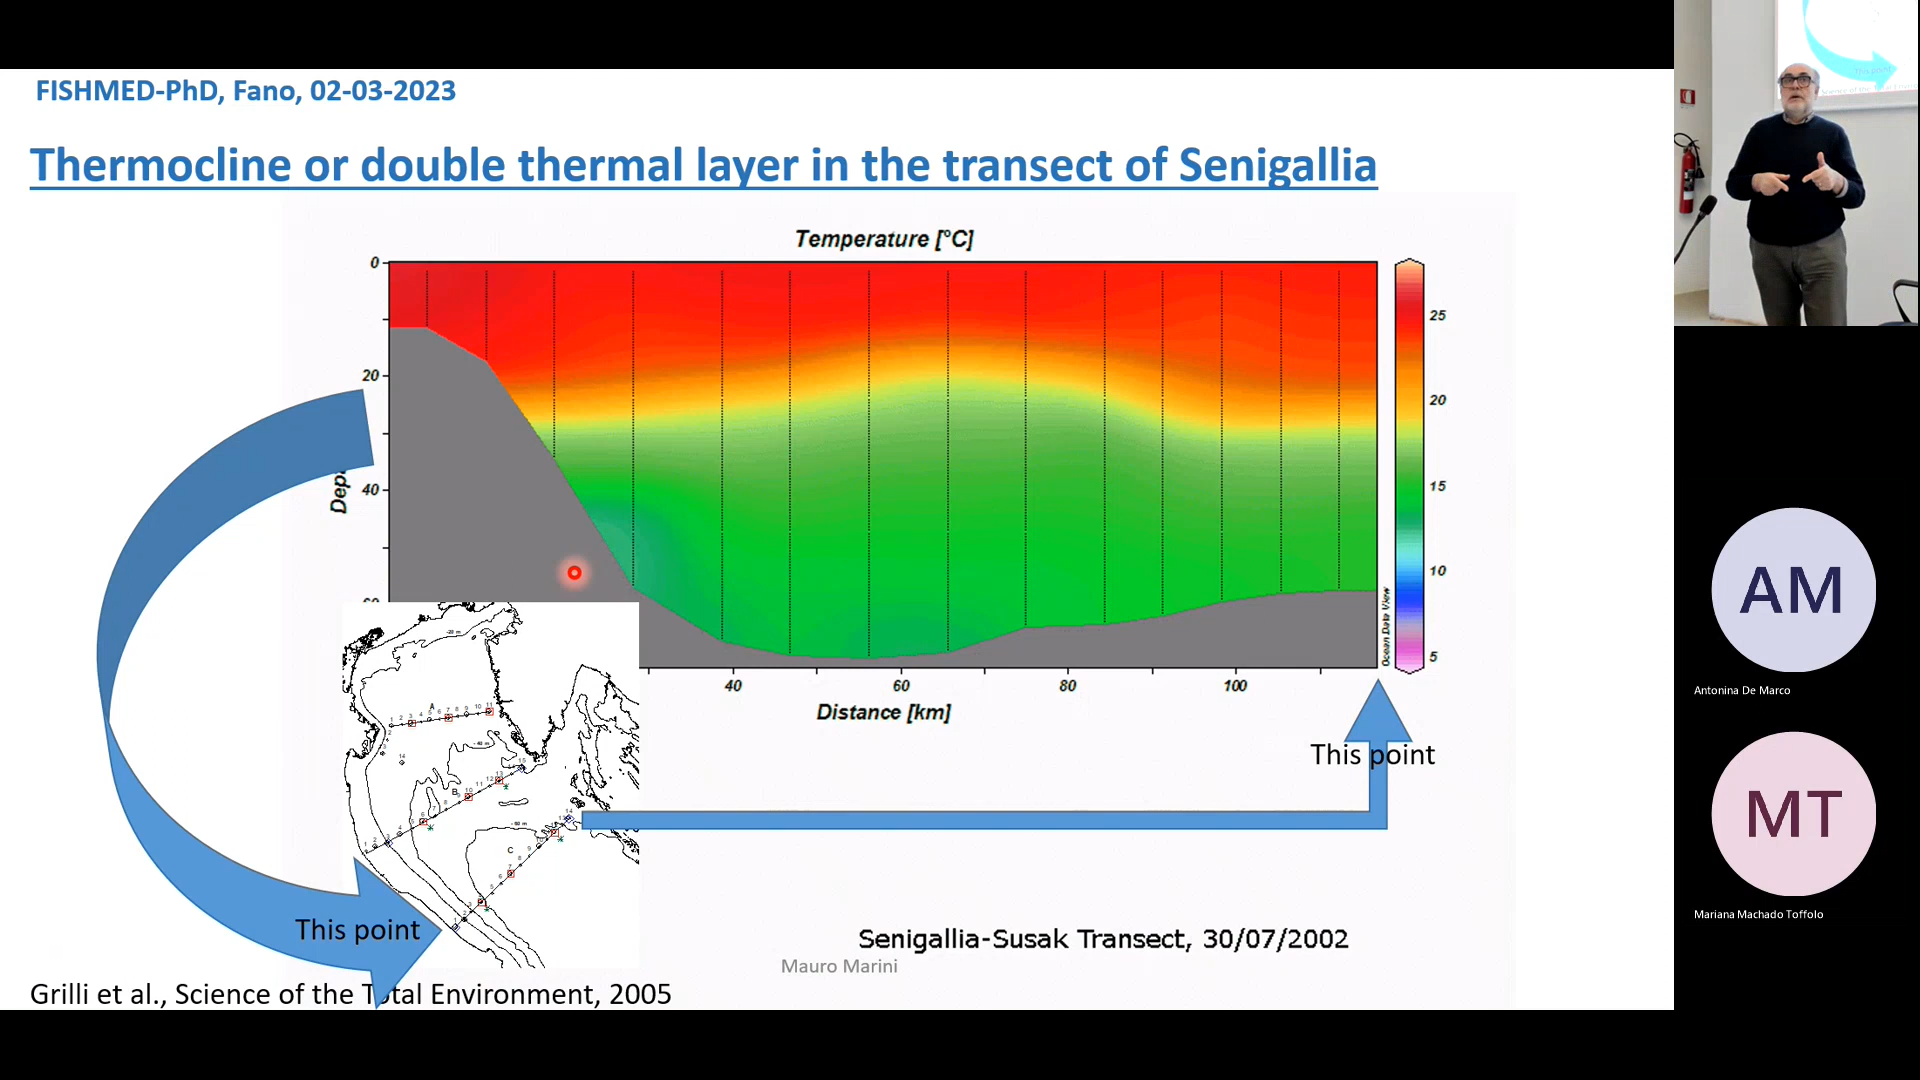 FISHMED-PhD, Fano, 02-03-2023
Thermocline or double thermal layer in the transect of Senigallia
Temperature [°C]
0
20
40
25
20
15
10
5
Ocean Data View
40
60
80
100
Distance [km]
A
B
C
This point
This point
Senigallia-Susak Transect, 30/07/2002
Mauro Marini
Grilli et al., Science of the Total Environment, 2005
AM
Antonina De Marco
MT
Mariana Machado Toffolo